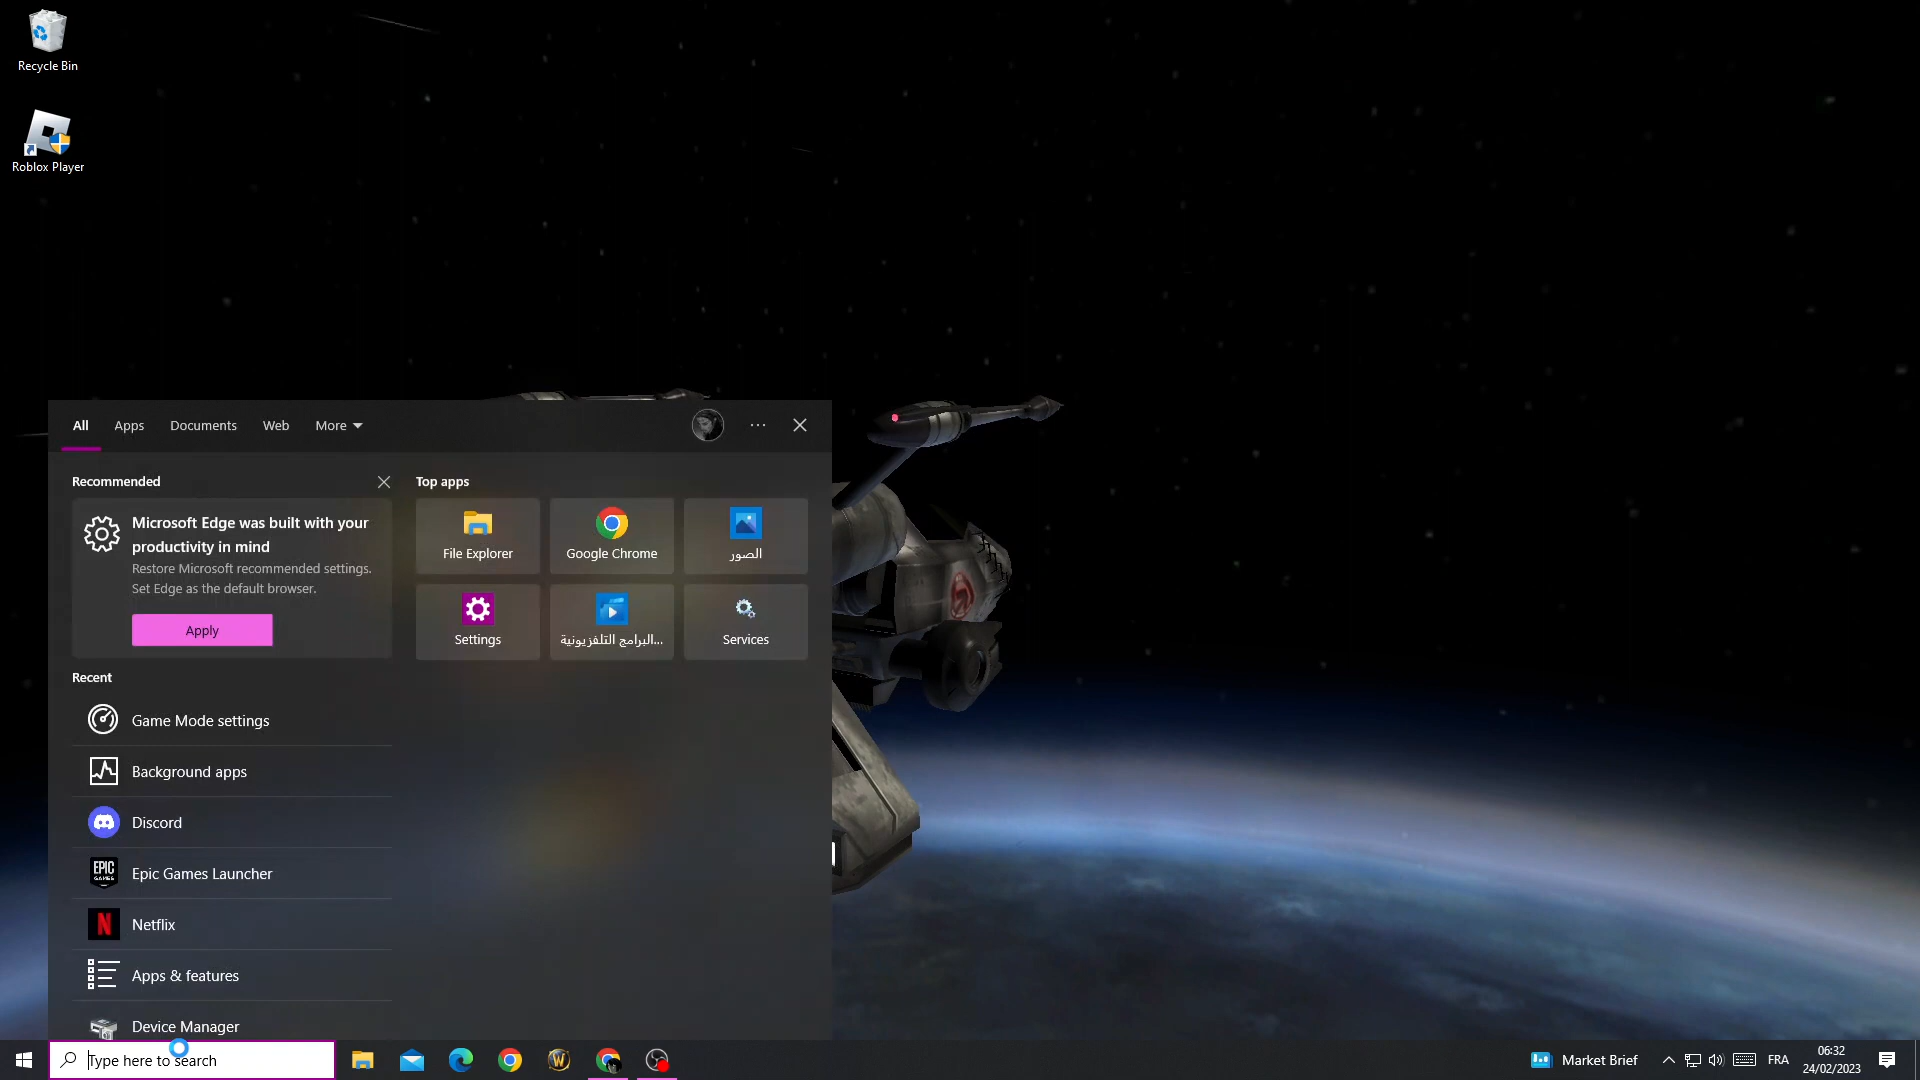 Recycle Bin
Roblox Player
All Apps Documents Web More
Recommended
Microsoft Edge was built with your
productivity in mind
Restore Microsoft recommended settings.
Set Edge as the default browser.
Apply
Top apps
File Explorer
Google Chrome
الصور
Settings
...البرامج التلفزيونية
Services
Recent
Game Mode settings
Background apps
Discord
EPIC
GAMES
Epic Games Launcher
N
Netflix
Apps & features
Device Manager
Type here to search
W
Market Brief
FRA
06:32
24/02/2023